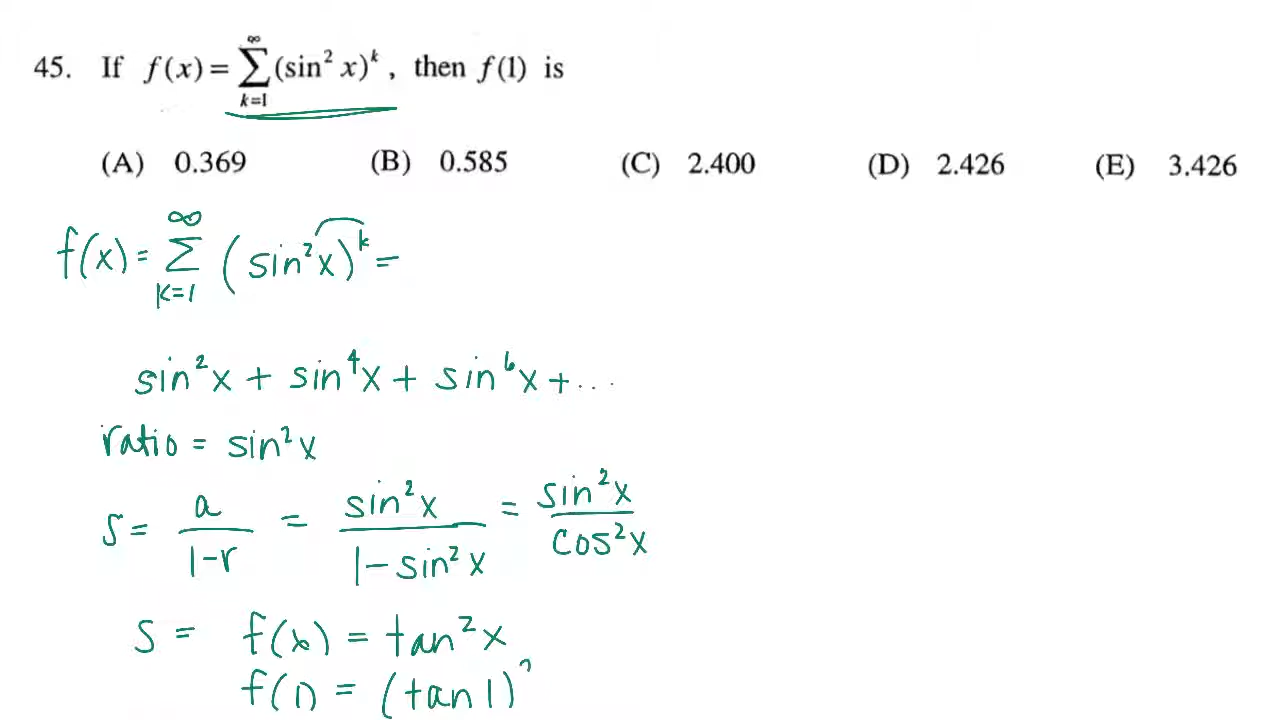 45. If f(x) = ∑_{k=1}^{∞} (sin² x)^k , then f(1) is
(A) 0.369 (B) 0.585 (C) 2.400 (D) 2.426 (E) 3.426
f(x) = ∑_{k=1}^{∞} (sin²x)^k =
sin²x + sin⁴x + sin⁶x + ...
ratio = sin²x
S = a/(1-r) = sin²x/(1-sin²x) = sin²x/cos²x
S = f(x) = tan²x
f(1) = (tan 1)²